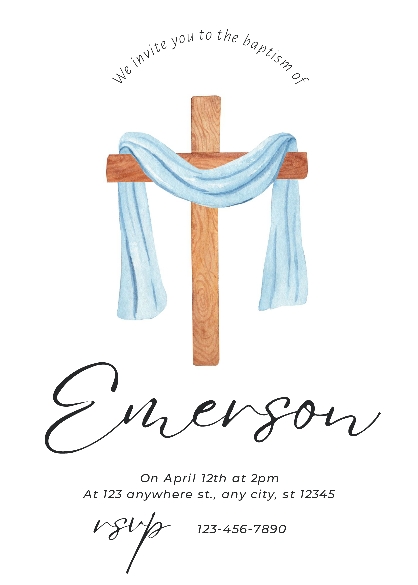 We invite you to the baptism of
Emerson
On April 12th at 2pm
At 123 anywhere st., any city, st 12345
rsvp 123-456-7890